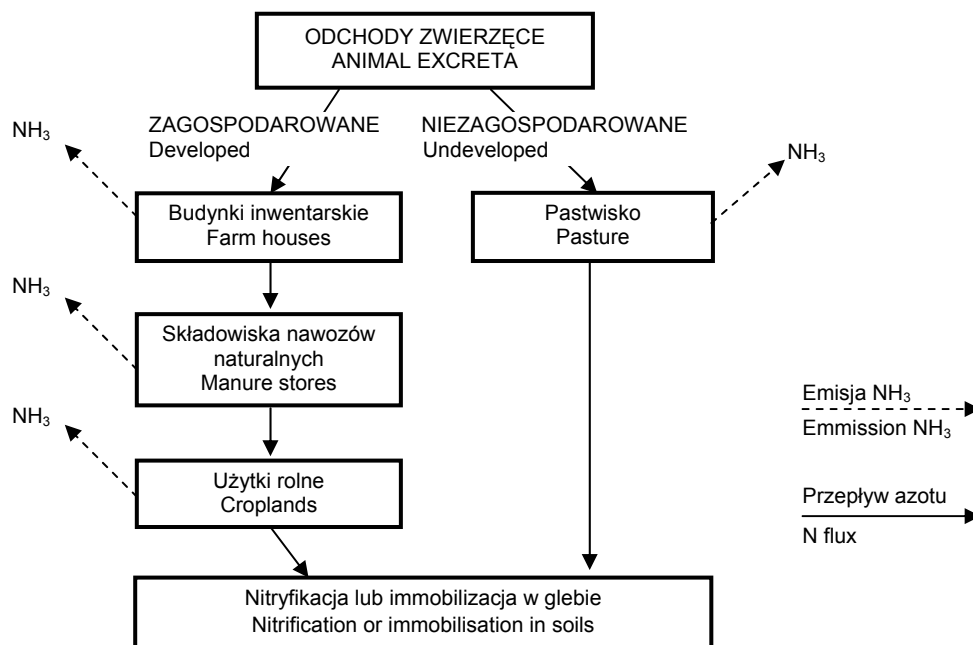 ODCHODY ZWIERZĘCE
ANIMAL EXCRETA
ZAGOSPODAROWANE
Developed
NIEZAGOSPODAROWANE
Undeveloped
NH₃
NH₃
Budynki inwentarskie
Farm houses
Pastwisko
Pasture
NH₃
Składowiska nawozów
naturalnych
Manure stores
NH₃
Użytki rolne
Croplands
Emisja NH₃
Emmission NH₃
Przepływ azotu
N flux
Nitryfikacja lub immobilizacja w glebie
Nitrification or immobilisation in soils